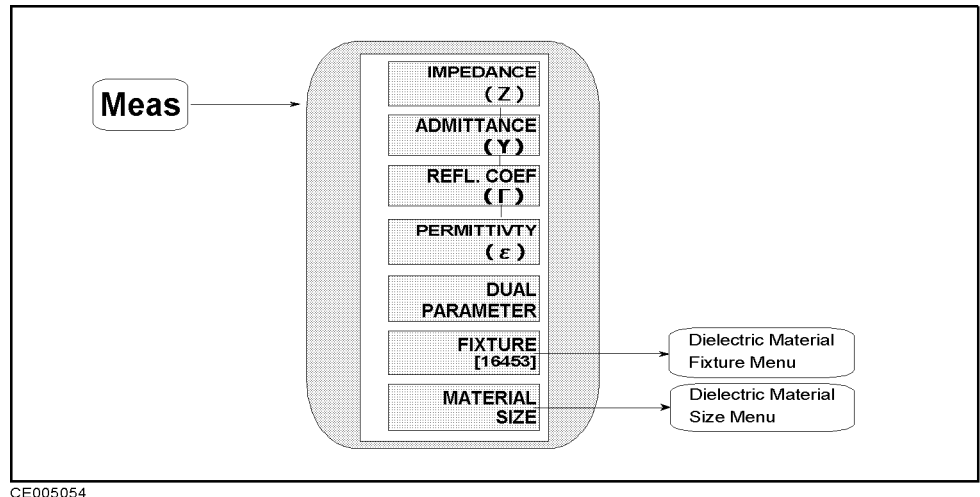 Meas
IMPEDANCE
(Z)
ADMITTANCE
(Y)
REFL. COEF
(Γ)
PERMITTIVTY
(ε)
DUAL
PARAMETER
FIXTURE
[16453]
Dielectric Material
Fixture Menu
MATERIAL
SIZE
Dielectric Material
Size Menu
CE005054